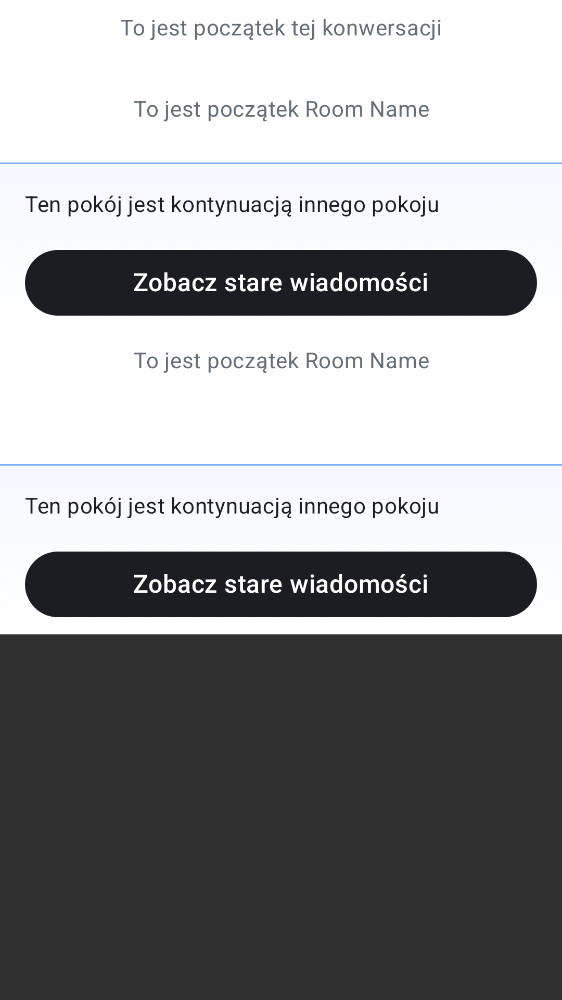 To jest początek tej konwersacji
To jest początek Room Name
Ten pokój jest kontynuacją innego pokoju
Zobacz stare wiadomości
To jest początek Room Name
Ten pokój jest kontynuacją innego pokoju
Zobacz stare wiadomości